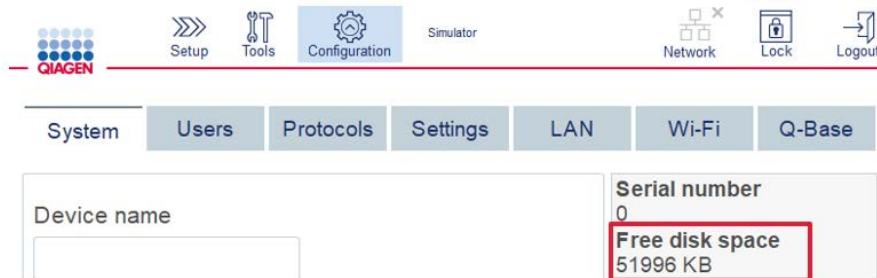 QIAGEN
Setup
Tools
Configuration
Simulator
Network
Lock
Logout
System
Users
Protocols
Settings
LAN
Wi-Fi
Q-Base
Device name
Serial number
0
Free disk space
51996 KB